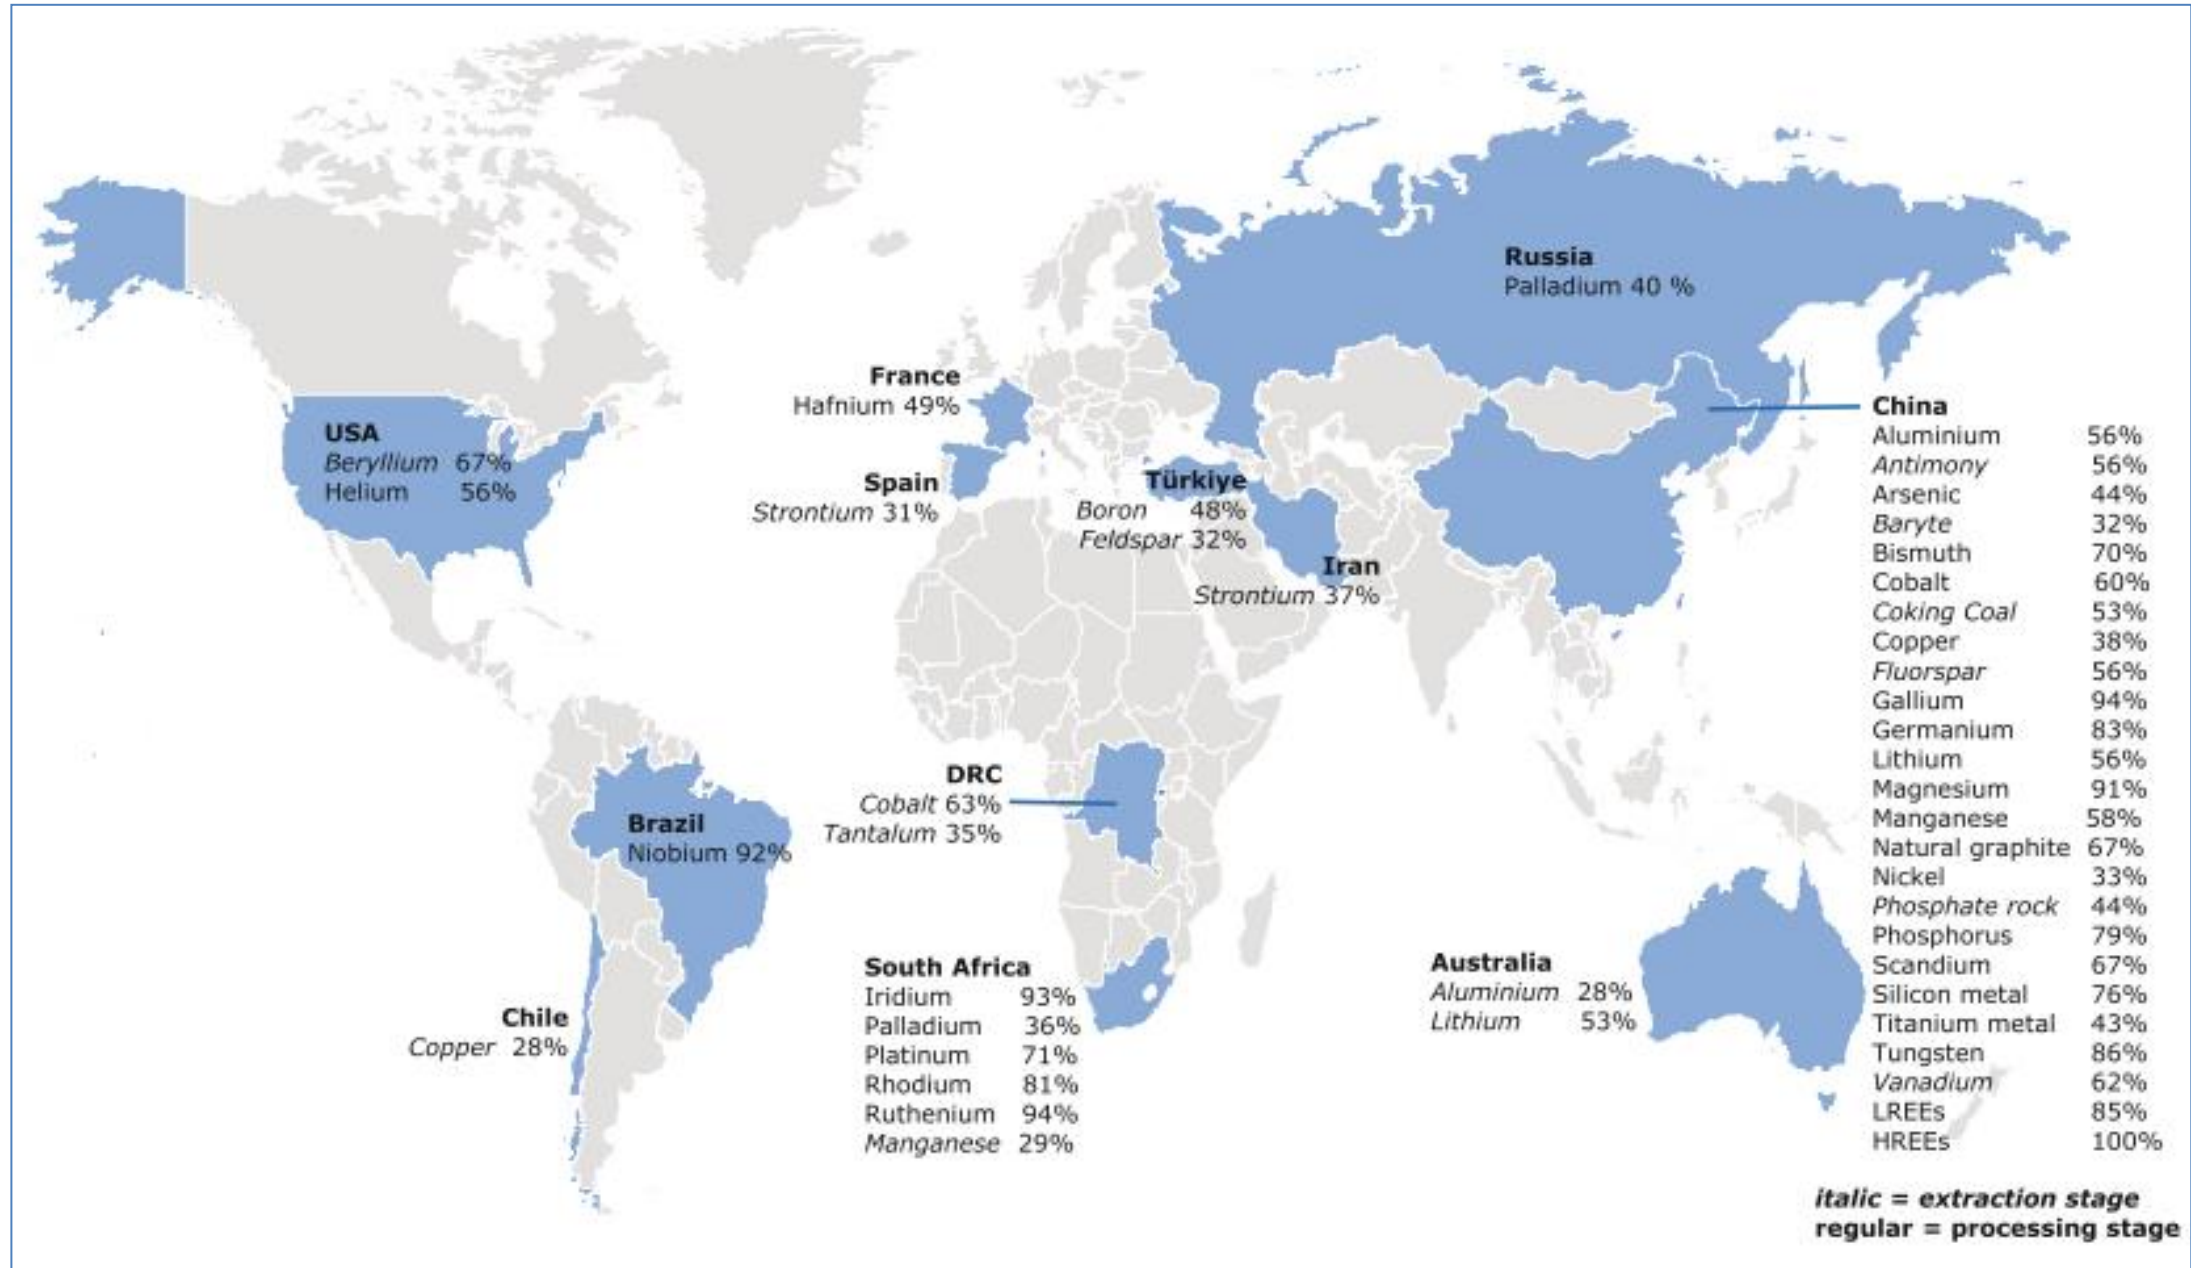 Russia
Palladium 40 %
France
Hafnium 49%
USA
Beryllium 67%
Helium 56%
Spain
Strontium 31%
Türkiye
Boron 48%
Feldspar 32%
Iran
Strontium 37%
China
Aluminium 56%
Antimony 56%
Arsenic 44%
Baryte 32%
Bismuth 70%
Cobalt 60%
Coking Coal 53%
Copper 38%
Fluorspar 56%
Gallium 94%
Germanium 83%
Lithium 56%
Magnesium 91%
Manganese 58%
Natural graphite 67%
Nickel 33%
Phosphate rock 44%
Phosphorus 79%
Scandium 67%
Silicon metal 76%
Titanium metal 43%
Tungsten 86%
Vanadium 62%
LREEs 85%
HREEs 100%
DRC
Cobalt 63%
Tantalum 35%
Brazil
Niobium 92%
South Africa
Iridium 93%
Palladium 36%
Platinum 71%
Rhodium 81%
Ruthenium 94%
Manganese 29%
Australia
Aluminium 28%
Lithium 53%
Chile
Copper 28%
italic = extraction stage
regular = processing stage